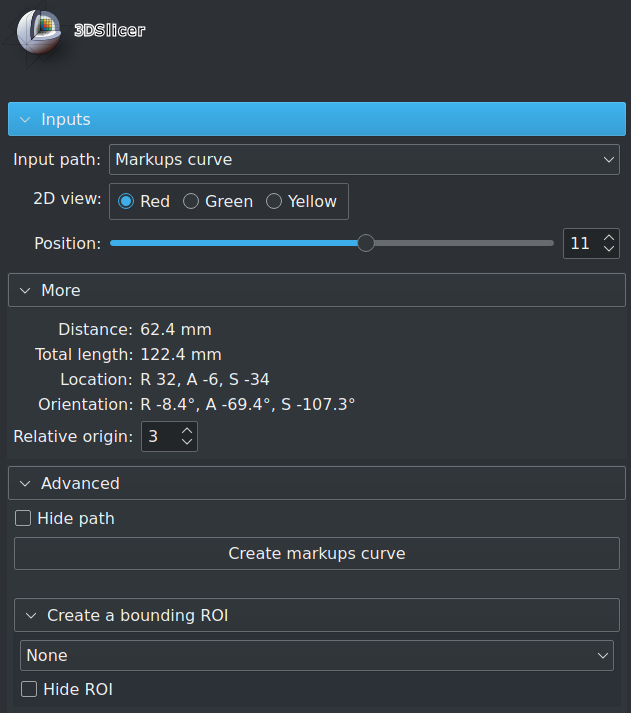 3DSlicer
Inputs
Input path: Markups curve
2D view: Red Green Yellow
Position: 11
More
Distance: 62.4 mm
Total length: 122.4 mm
Location: R 32, A -6, S -34
Orientation: R -8.4°, A -69.4°, S -107.3°
Relative origin: 3
Advanced
Hide path
Create markups curve
Create a bounding ROI
None
Hide ROI